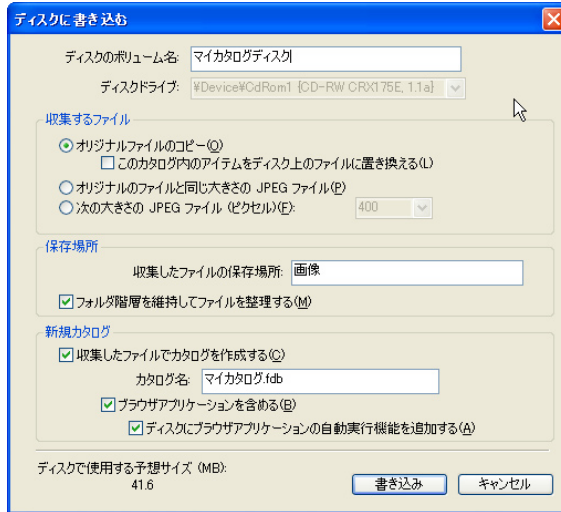 ディスクに書き込む
ディスクのボリューム名: マイカタログディスク
ディスクドライブ: ¥Device¥CdRom1 {CD-RW CRX175E, 1.1a}
収集するファイル
オリジナルファイルのコピー(O)
このカタログ内のアイテムをディスク上のファイルに置き換える(L)
オリジナルのファイルと同じ大きさの JPEG ファイル(P)
次の大きさの JPEG ファイル (ピクセル)(F): 400
保存場所
収集したファイルの保存場所: 画像
フォルダ階層を維持してファイルを整理する(M)
新規カタログ
収集したファイルでカタログを作成する(C)
カタログ名: マイカタログ.fdb
ブラウザアプリケーションを含める(B)
ディスクにブラウザアプリケーションの自動実行機能を追加する(A)
ディスクで使用する予想サイズ (MB):
41.6
書き込み キャンセル